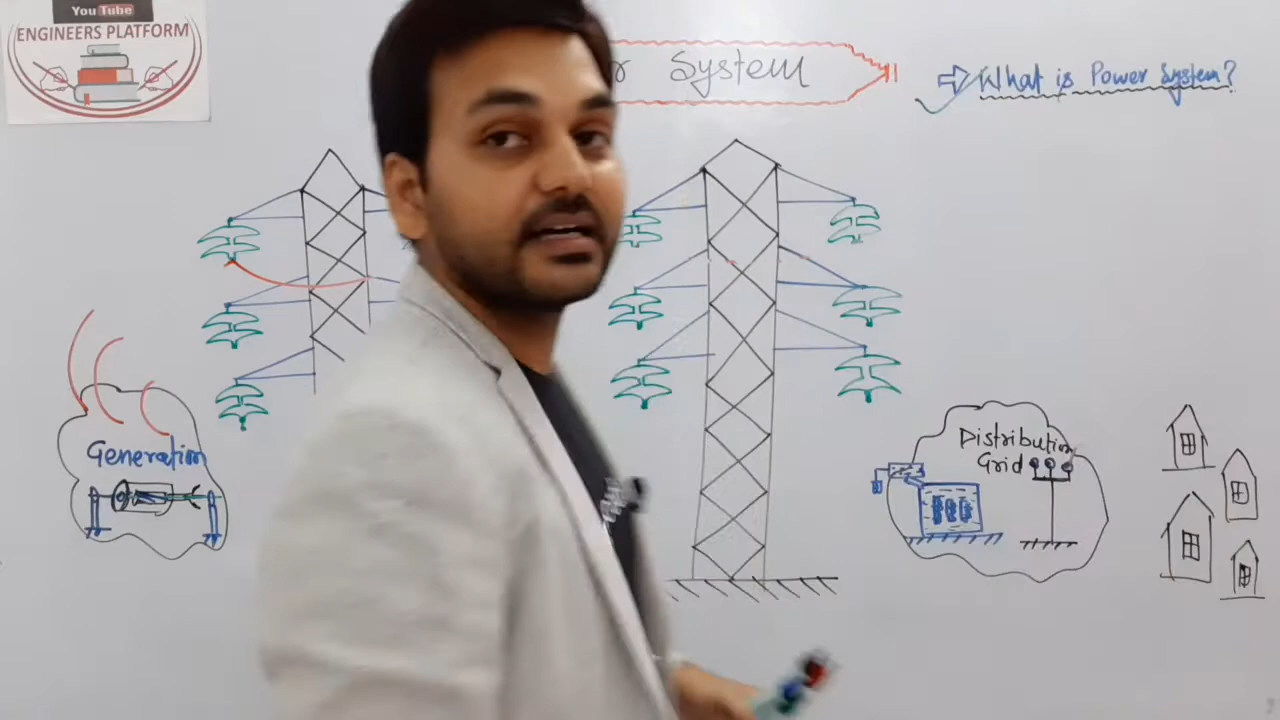 YouTube
ENGINEERS PLATFORM
System
What is Power System?
Generation
Distribution
Grid